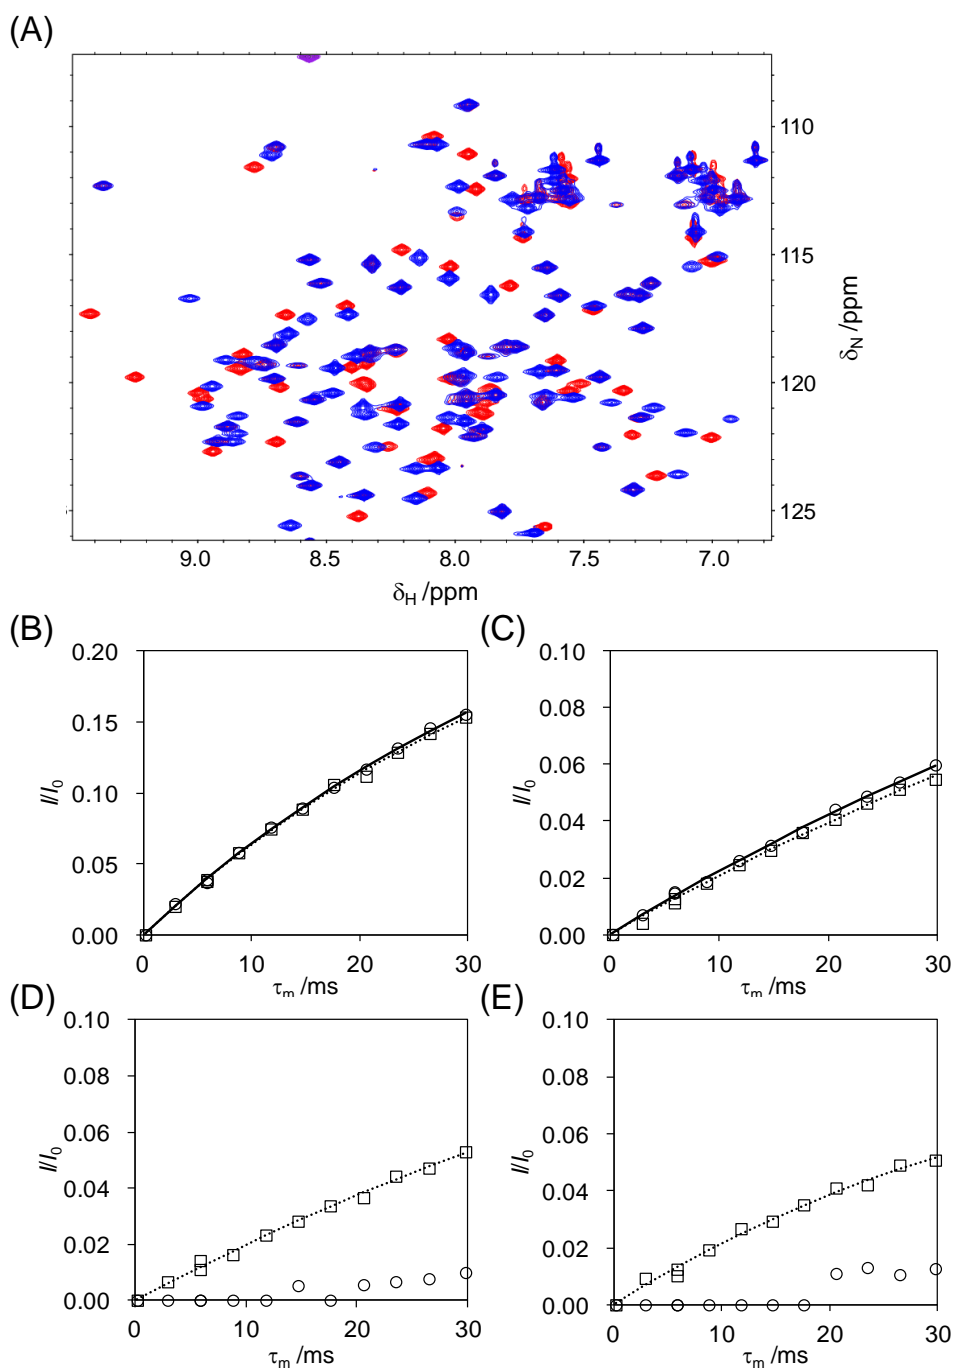 (A)
110
115
120
125
δN /ppm
9.0 8.5 8.0 7.5 7.0
δH /ppm
(B) (C)
0.20 0.10
0.15 0.08
0.06
I/I0 0.10 I/I0
0.04
0.05 0.02
0.00 0.00
0 10 20 30 0 10 20 30
τm /ms τm /ms
(D) (E)
0.10 0.10
0.08 0.08
0.06 0.06
I/I0 I/I0
0.04 0.04
0.02 0.02
0.00 0.00
0 10 20 30 0 10 20 30
τm /ms τm /ms